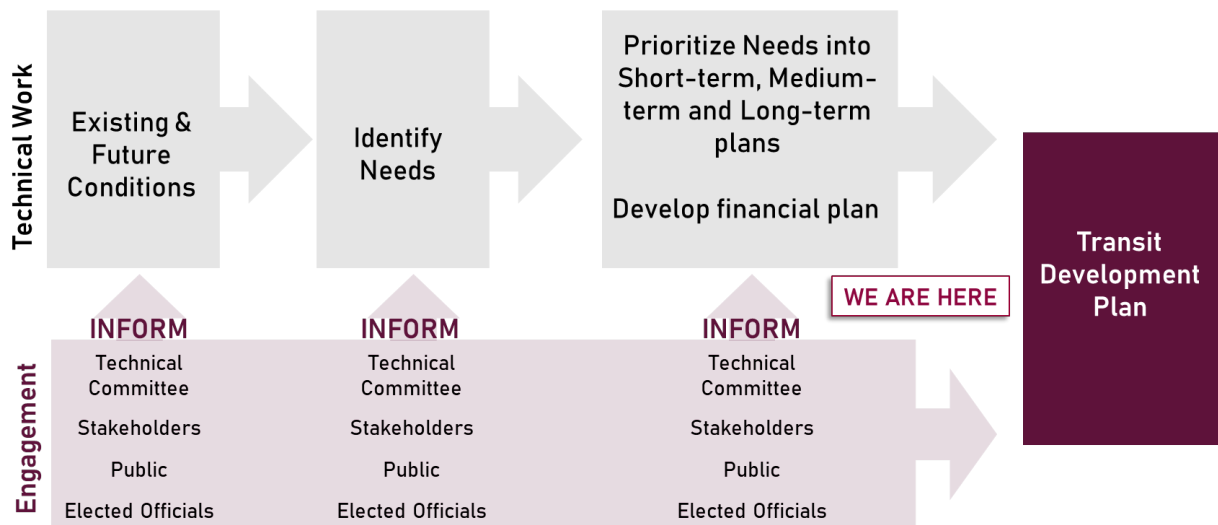 Technical Work
Existing &
Future
Conditions
Identify
Needs
Prioritize Needs into
Short-term, Medium-
term and Long-term
plans
Develop financial plan
Transit
Development
Plan
WE ARE HERE
Engagement
INFORM
Technical
Committee
Stakeholders
Public
Elected Officials
INFORM
Technical
Committee
Stakeholders
Public
Elected Officials
INFORM
Technical
Committee
Stakeholders
Public
Elected Officials